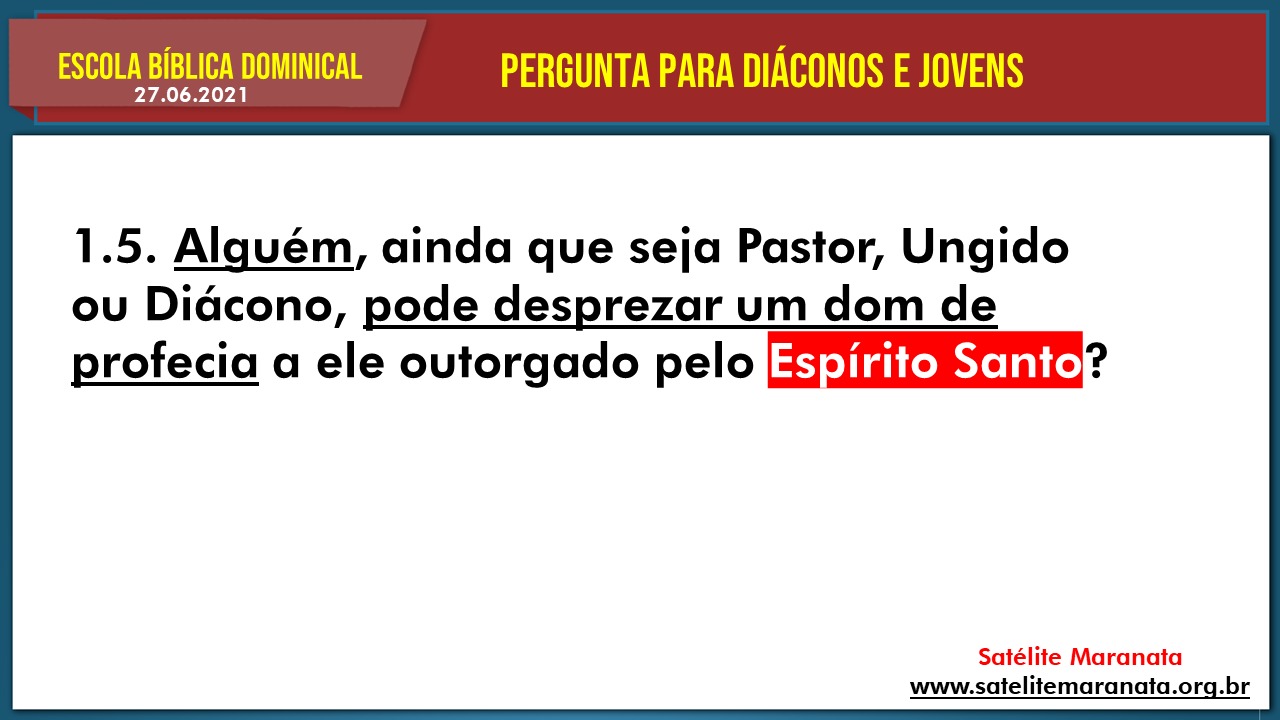 ESCOLA BÍBLICA DOMINICAL
27.06.2021
PERGUNTA PARA DIÁCONOS E JOVENS
1.5. Alguém, ainda que seja Pastor, Ungido
ou Diácono, pode desprezar um dom de
profecia a ele outorgado pelo Espírito Santo?
Satélite Maranata
www.satelitemaranata.org.br